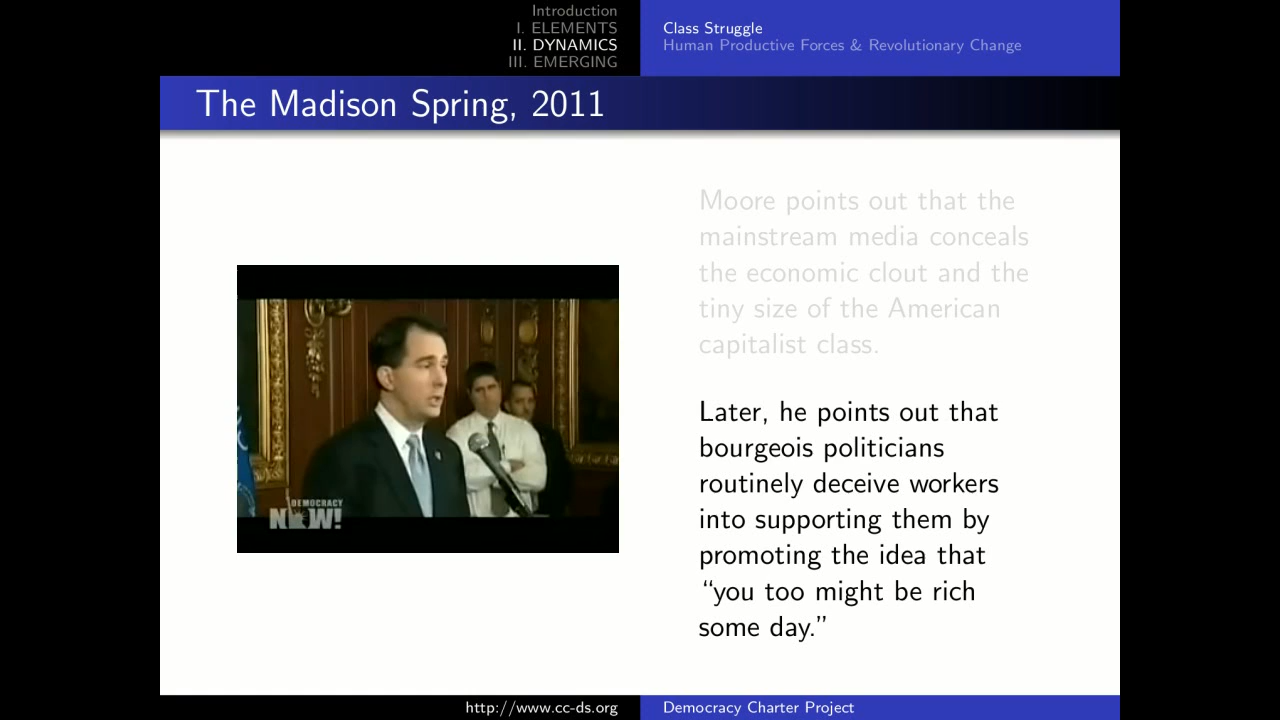 Introduction
I. ELEMENTS
II. DYNAMICS
III. EMERGING
Class Struggle
Human Productive Forces & Revolutionary Change
The Madison Spring, 2011
Moore points out that the
mainstream media conceals
the economic clout and the
tiny size of the American
capitalist class.
Later, he points out that
bourgeois politicians
routinely deceive workers
into supporting them by
promoting the idea that
“you too might be rich
some day.”
DEMOCRACY
NOW!
http://www.cc-ds.org
Democracy Charter Project